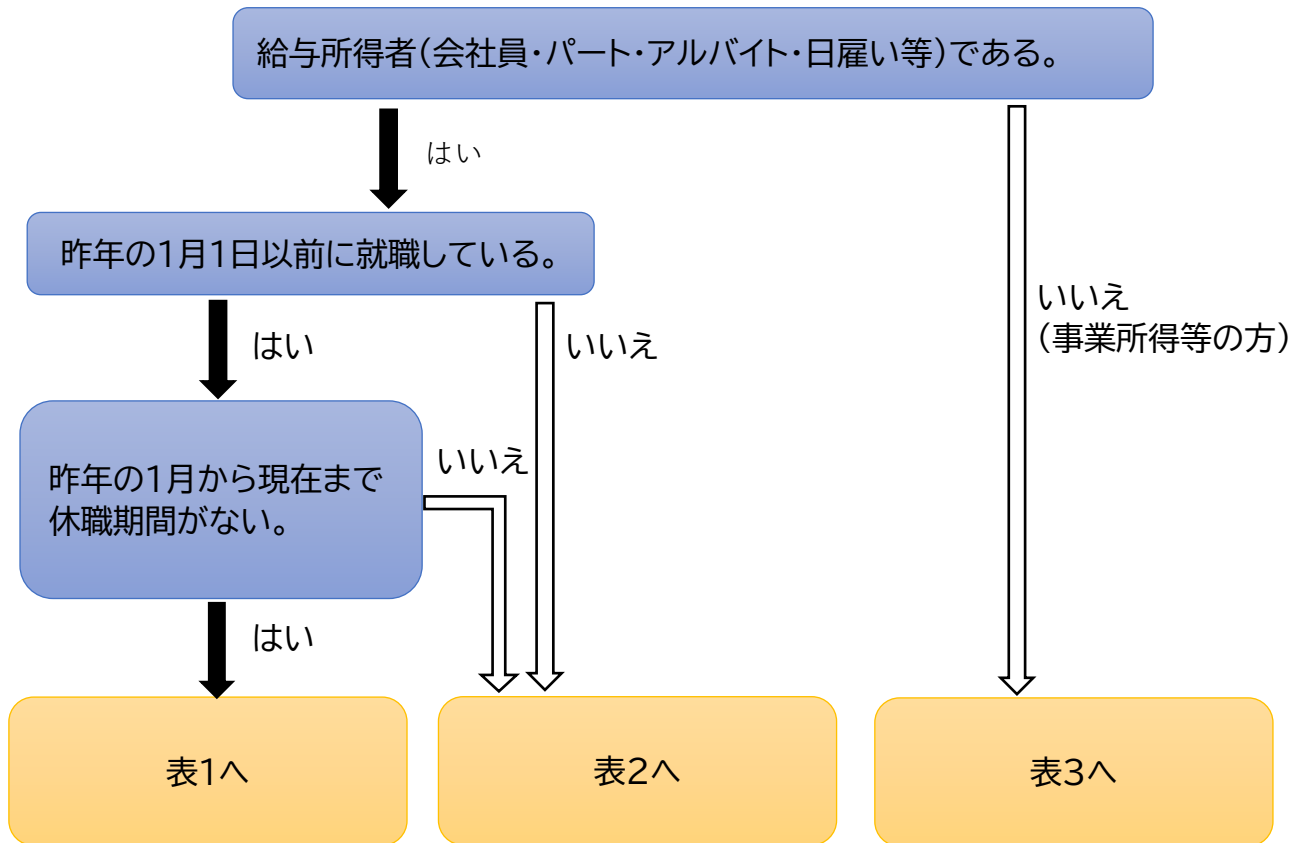 給与所得者(会社員・パート・アルバイト・日雇い等)である。
はい
昨年の1月1日以前に就職している。
いいえ
(事業所得等の方)
はい
いいえ
昨年の1月から現在まで
休職期間がない。
いいえ
はい
表1へ
表2へ
表3へ